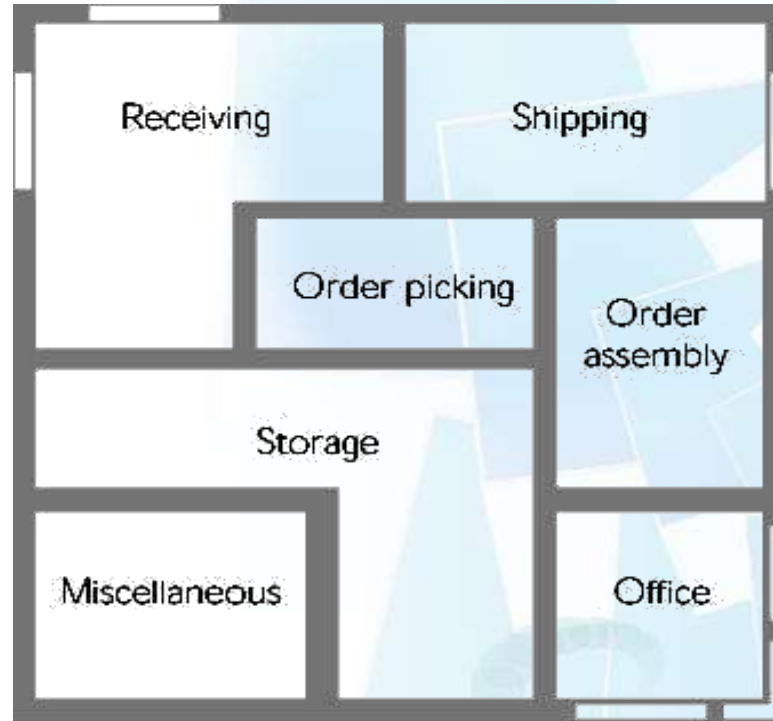 Receiving
Shipping
Order picking
Order
assembly
Storage
Miscellaneous
Office